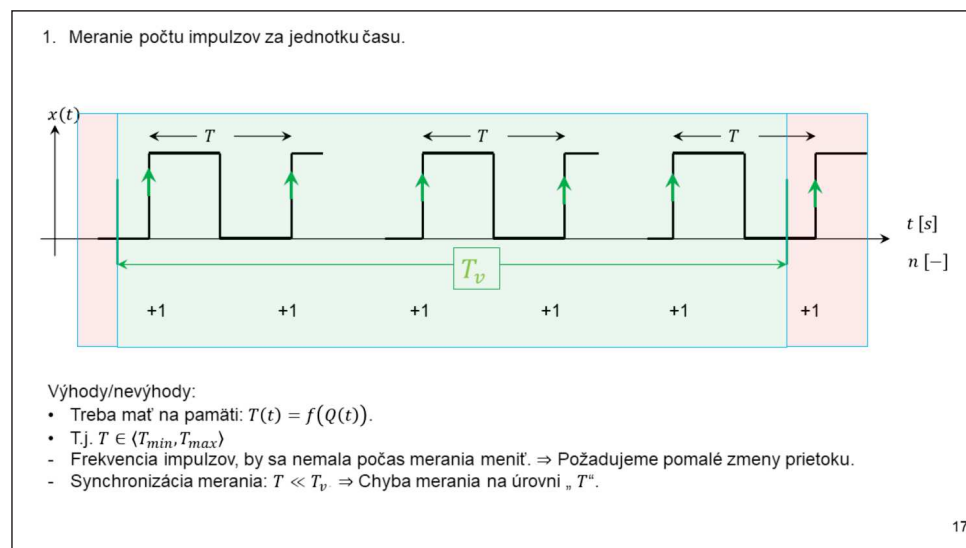 1. Meranie počtu impulzov za jednotku času.
x(t)
T T T
t [s]
T_v
n [−]
+1 +1 +1 +1 +1 +1
Výhody/nevýhody:
• Treba mať na pamäti: T(t) = f(Q(t)).
• T.j. T ∈ ⟨T_min, T_max⟩
- Frekvencia impulzov, by sa nemala počas merania meniť. ⇒ Požadujeme pomalé zmeny prietoku.
- Synchronizácia merania: T ≪ T_v. ⇒ Chyba merania na úrovni „ T“.
17